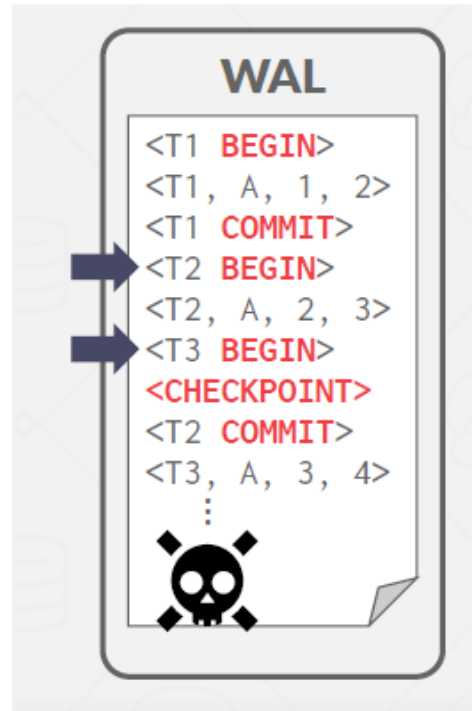 WAL
<T1 BEGIN>
<T1, A, 1, 2>
<T1 COMMIT>
<T2 BEGIN>
<T2, A, 2, 3>
<T3 BEGIN>
<CHECKPOINT>
<T2 COMMIT>
<T3, A, 3, 4>
⋮